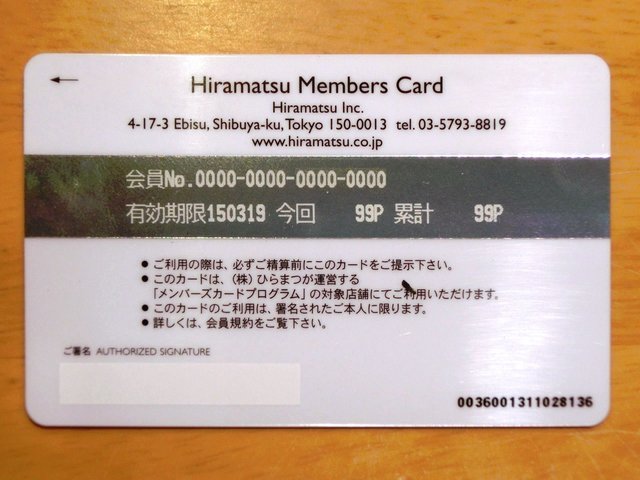 Hiramatsu Members Card
Hiramatsu Inc.
4-17-3 Ebisu, Shibuya-ku, Tokyo 150-0013 tel. 03-5793-8819
www.hiramatsu.co.jp
会員No.0000-0000-0000-0000
有効期限150319 今回 99P 累計 99P
● ご利用の際は、必ずご精算前にこのカードをご提示下さい。
● このカードは、(株)ひらまつが運営する
「メンバーズカードプログラム」の対象店舗にてご利用いただけます。
● このカードのご利用は、署名されたご本人に限ります。
● 詳しくは、会員規約をご覧下さい。
ご署名 AUTHORIZED SIGNATURE
0036001311028136